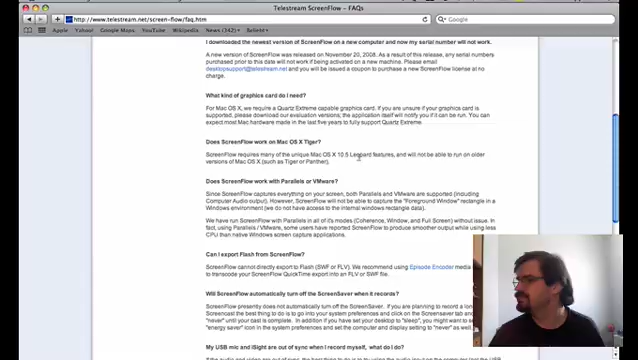 Telestream ScreenFlow – FAQs
http://www.telestream.net/screen-flow/faq.htm
Apple Yahoo! Google Maps YouTube Wikipedia News (342) Beliebt
I downloaded the newest version of ScreenFlow on a new computer and now my serial number will not work.
A new version of ScreenFlow was released on November 20, 2008. As a result of this release, any serial numbers
purchased prior to this date will not work if being activated on a new machine. Please email
desktopsupport@telestream.net and you will be issued a coupon to purchase a new ScreenFlow license at no
charge.
What kind of graphics card do I need?
For Mac OS X, we require a Quartz Extreme capable graphics card. If you are unsure if your graphics card is
supported, please download our evaluation versions; the application itself will notify you if it can be run. You can
expect most Mac hardware made in the last five years to fully support Quartz Extreme.
Does ScreenFlow work on Mac OS X Tiger?
ScreenFlow requires many of the unique Mac OS X 10.5 Leopard features, and will not be able to run on older
versions of Mac OS X (such as Tiger or Panther).
Does ScreenFlow work with Parallels or VMware?
Since ScreenFlow captures everything on your screen, both Parallels and VMware are supported (including
Computer Audio output). However, ScreenFlow will not be able to capture the "Foreground Window" rectangle in a
Windows environment (we do not have access to the internal windows rectangle data).
We have run ScreenFlow with Parallels in all of it's modes (Coherence, Window, and Full Screen) without issue. In
fact, using Parallels / VMware, some users have reported ScreenFlow to produce smoother output while using less
CPU than native Windows screen capture applications.
Can I export Flash from ScreenFlow?
ScreenFlow cannot directly export to Flash (SWF or FLV). We recommend using Episode Encoder media
to transcode your ScreenFlow QuickTime export into an FLV or SWF file.
Will ScreenFlow automatically turn off the ScreenSaver when it records?
ScreenFlow presently does not automatically turn off the ScreenSaver. If you are planning to record a lon
Screencast the best thing to do is to go into your system preferences and click on the screensaver tab and
"never" until your cast is complete. In addition if you have set your desktop to "sleep", you might want to
"energy saver" icon in the system preferences and set the computer and display setting to "never" as well.
My USB mic and iSight are out of sync when I record myself, what do I do?